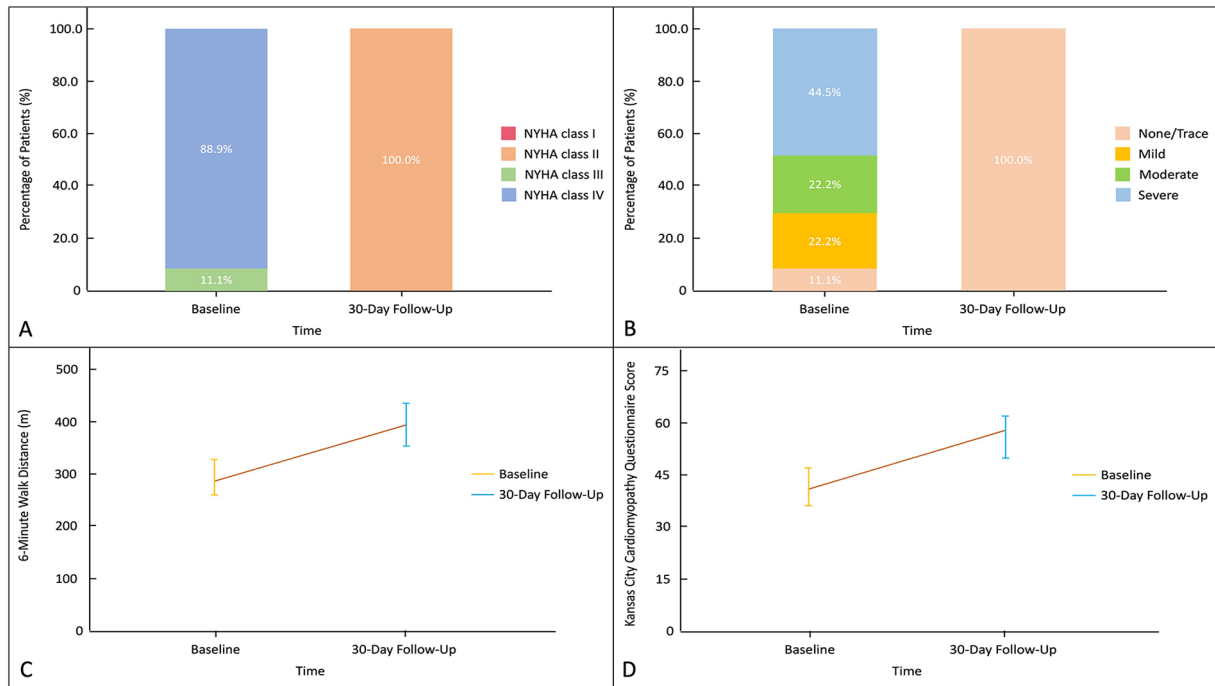 Percentage of Patients (%)
100.0
80.0
60.0
40.0
20.0
0
88.9%
11.1%
100.0%
Baseline
30-Day Follow-Up
Time
NYHA class I
NYHA class II
NYHA class III
NYHA class IV
A
Percentage of Patients (%)
100.0
80.0
60.0
40.0
20.0
0
44.5%
22.2%
22.2%
11.1%
100.0%
Baseline
30-Day Follow-Up
Time
None/Trace
Mild
Moderate
Severe
B
6-Minute Walk Distance (m)
500
400
300
200
100
0
Baseline
30-Day Follow-Up
Time
Baseline
30-Day Follow-Up
C
Kansas City Cardiomyopathy Questionnaire Score
75
60
45
30
15
0
Baseline
30-Day Follow-Up
Time
Baseline
30-Day Follow-Up
D